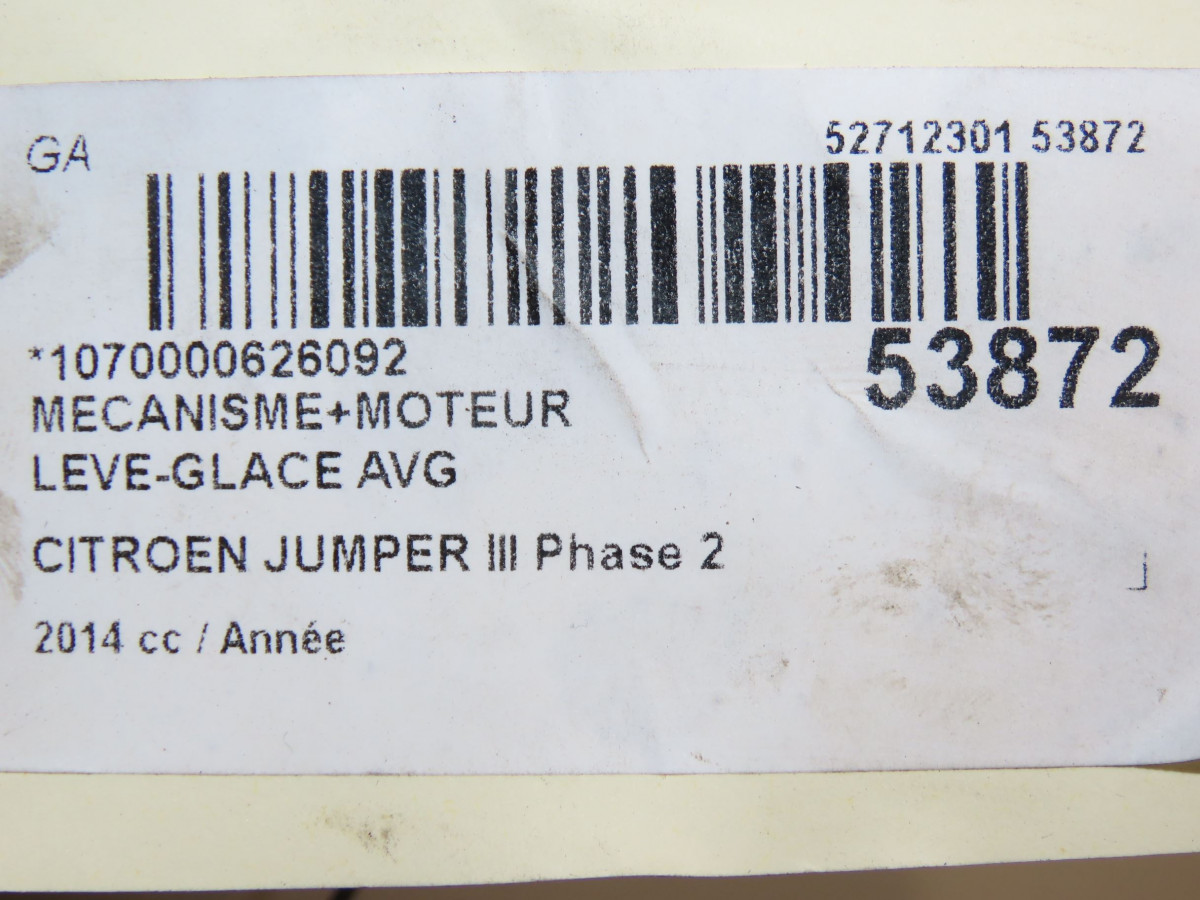 GA
52712301 53872
*1070000626092
53872
MECANISME+MOTEUR
LEVE-GLACE AVG
CITROEN JUMPER III Phase 2
2014 cc / Année